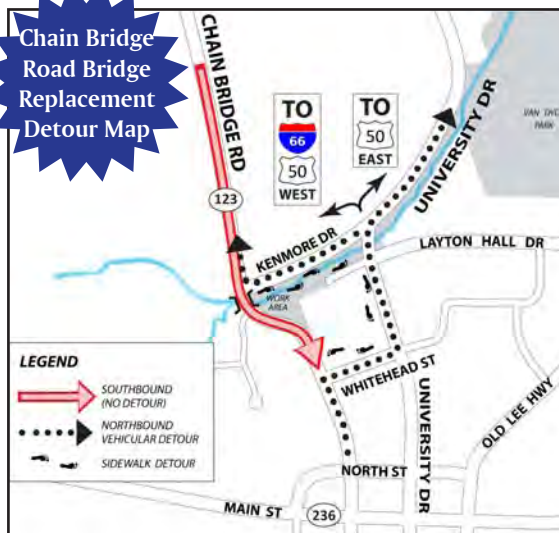 Chain Bridge
Road Bridge
Replacement
Detour Map
CHAIN BRIDGE RD
TO
66
50
WEST
TO
50
EAST
UNIVERSITY DR
PARK
123
KENMORE DR
LAYTON HALL DR
WORK
AREA
LEGEND
SOUTHBOUND
(NO DETOUR)
NORTHBOUND
VEHICULAR DETOUR
SIDEWALK DETOUR
WHITEHEAD ST
UNIVERSITY DR
OLD LEE HWY
NORTH ST
MAIN ST
236